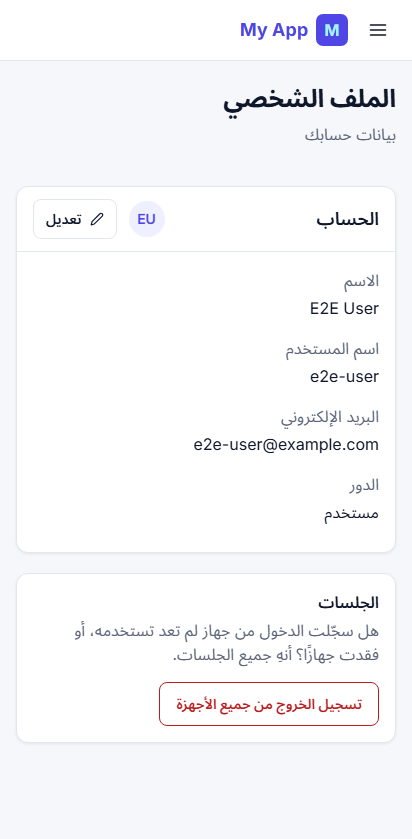 M My App
الملف الشخصي
بيانات حسابك
الحساب
EU
تعديل
الاسم
E2E User
اسم المستخدم
e2e-user
البريد الإلكتروني
e2e-user@example.com
الدور
مستخدم
الجلسات
هل سجّلت الدخول من جهاز لم تعد تستخدمه، أو
فقدت جهازًا؟ أنهِ جميع الجلسات.
تسجيل الخروج من جميع الأجهزة